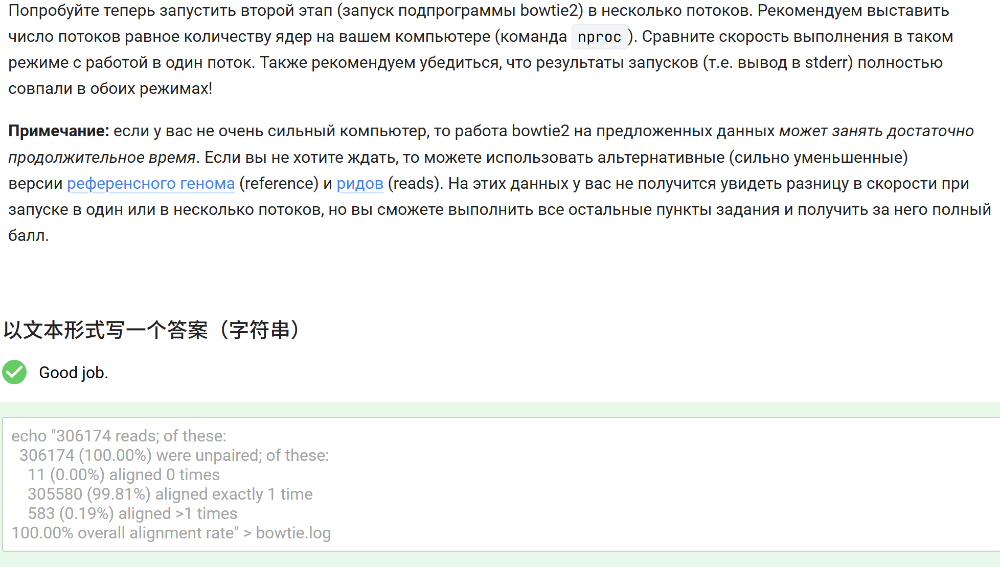 Попробуйте теперь запустить второй этап (запуск подпрограммы bowtie2) в несколько потоков. Рекомендуем выставить
число потоков равное количеству ядер на вашем компьютере (команда nproc). Сравните скорость выполнения в таком
режиме с работой в один поток. Также рекомендуем убедиться, что результаты запусков (т.е. вывод в stderr) полностью
совпали в обоих режимах!
Примечание: если у вас не очень сильный компьютер, то работа bowtie2 на предложенных данных может занять достаточно
продолжительное время. Если вы не хотите ждать, то можете использовать альтернативные (сильно уменьшенные)
версии референсного генома (reference) и ридов (reads). На этих данных у вас не получится увидеть разницу в скорости при
запуске в один или в несколько потоков, но вы сможете выполнить все остальные пункты задания и получить за него полный
балл.
以文本形式写一个答案（字符串）
Good job.
echo "306174 reads; of these:
  306174 (100.00%) were unpaired; of these:
    11 (0.00%) aligned 0 times
    305580 (99.81%) aligned exactly 1 time
    583 (0.19%) aligned >1 times
100.00% overall alignment rate" > bowtie.log